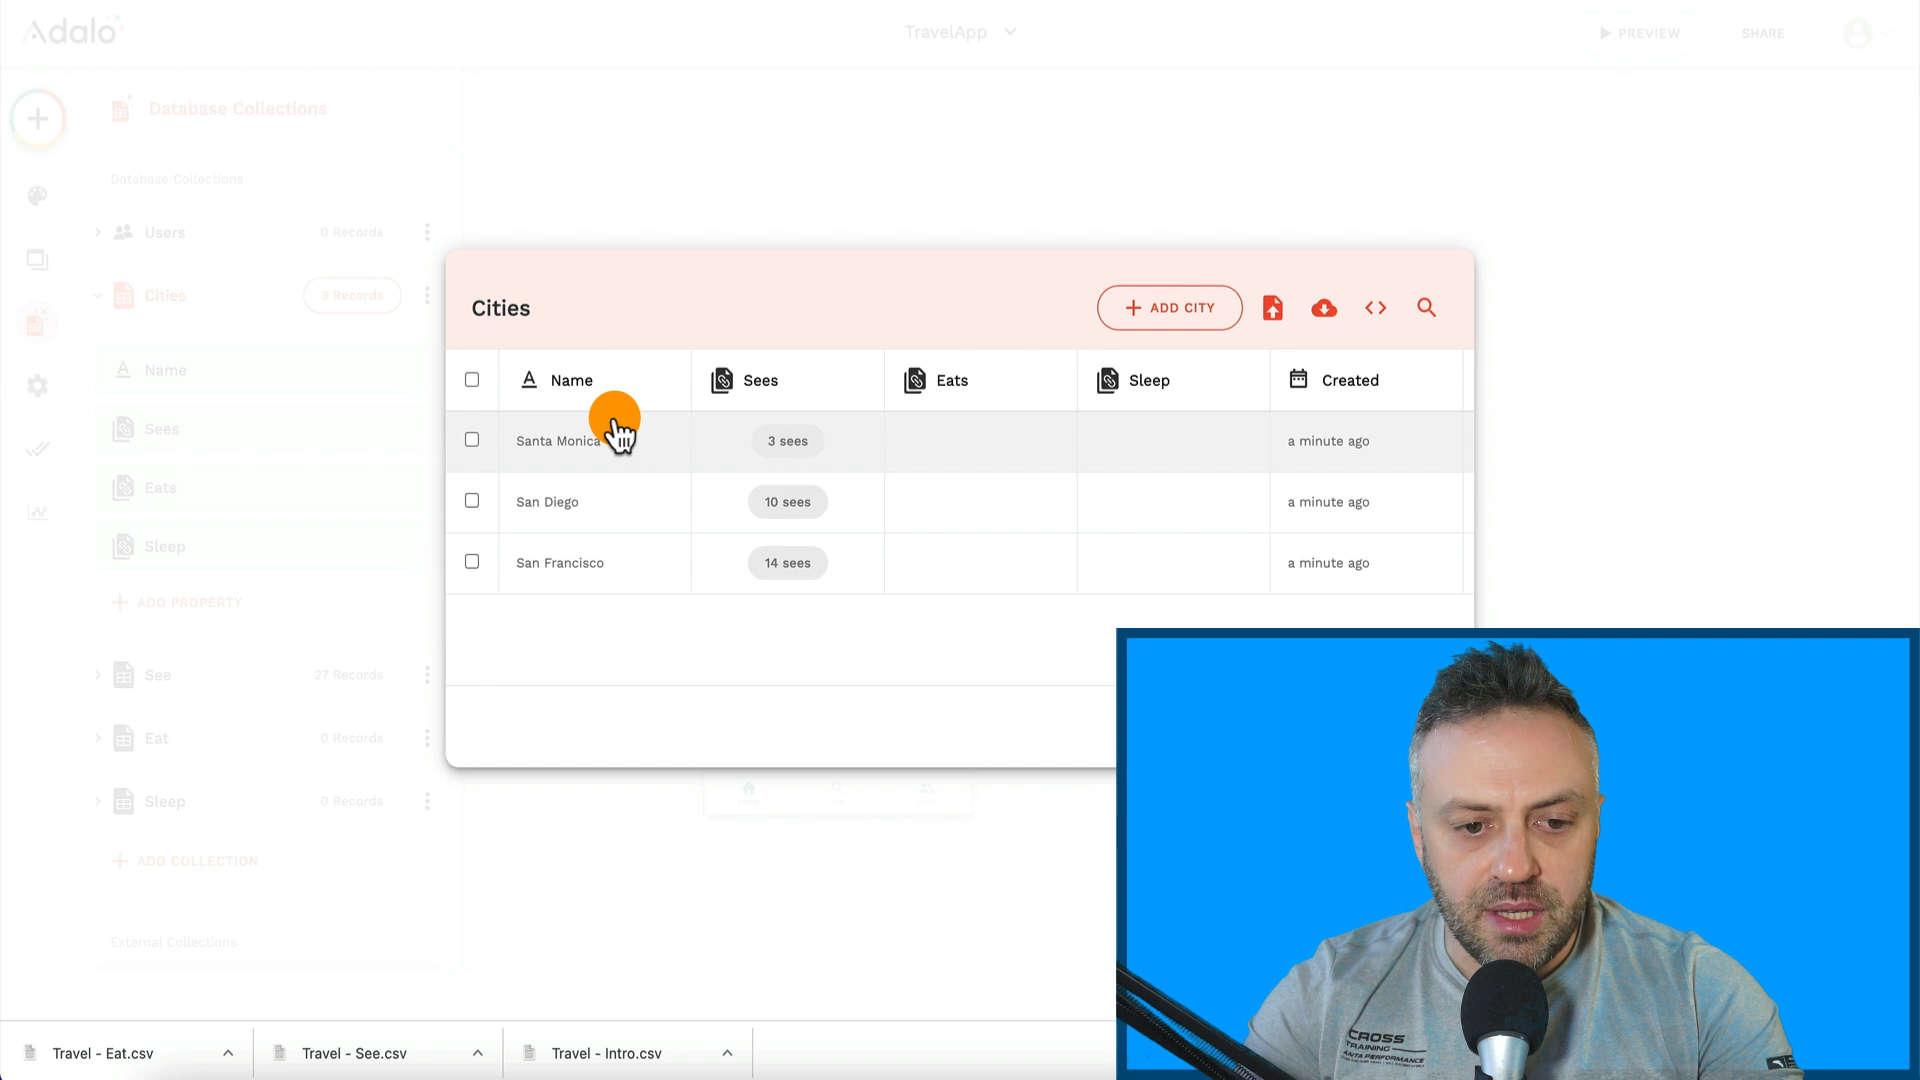 Adalo
TravelApp
PREVIEW
SHARE
Database Collections
Database Collections
Users
0 Records
Cities
3 Records
Name
Sees
Eats
Sleep
ADD PROPERTY
See
27 Records
Eat
0 Records
Sleep
0 Records
ADD COLLECTION
External Collections
Cities
ADD CITY
Name
Sees
Eats
Sleep
Created
Santa Monica
3 sees
a minute ago
San Diego
10 sees
a minute ago
San Francisco
14 sees
a minute ago
CROSS
TRAINING
ANTA PERFORMANCE
Travel - Eat.csv
Travel - See.csv
Travel - Intro.csv